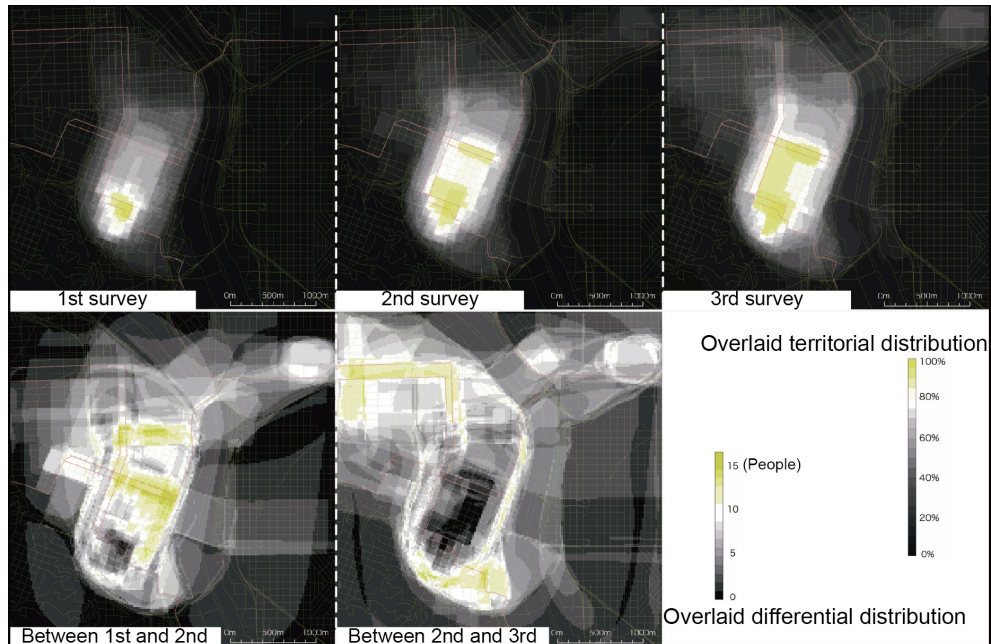 1st survey
0m 500m 1000m
2nd survey
0m 500m 1000m
3rd survey
0m 500m 1000m
Overlaid territorial distribution
100%
80%
60%
40%
20%
0%
15 (People)
10
5
0
Overlaid differential distribution
Between 1st and 2nd
0m 500m 1000m
Between 2nd and 3rd
0m 500m 1000m